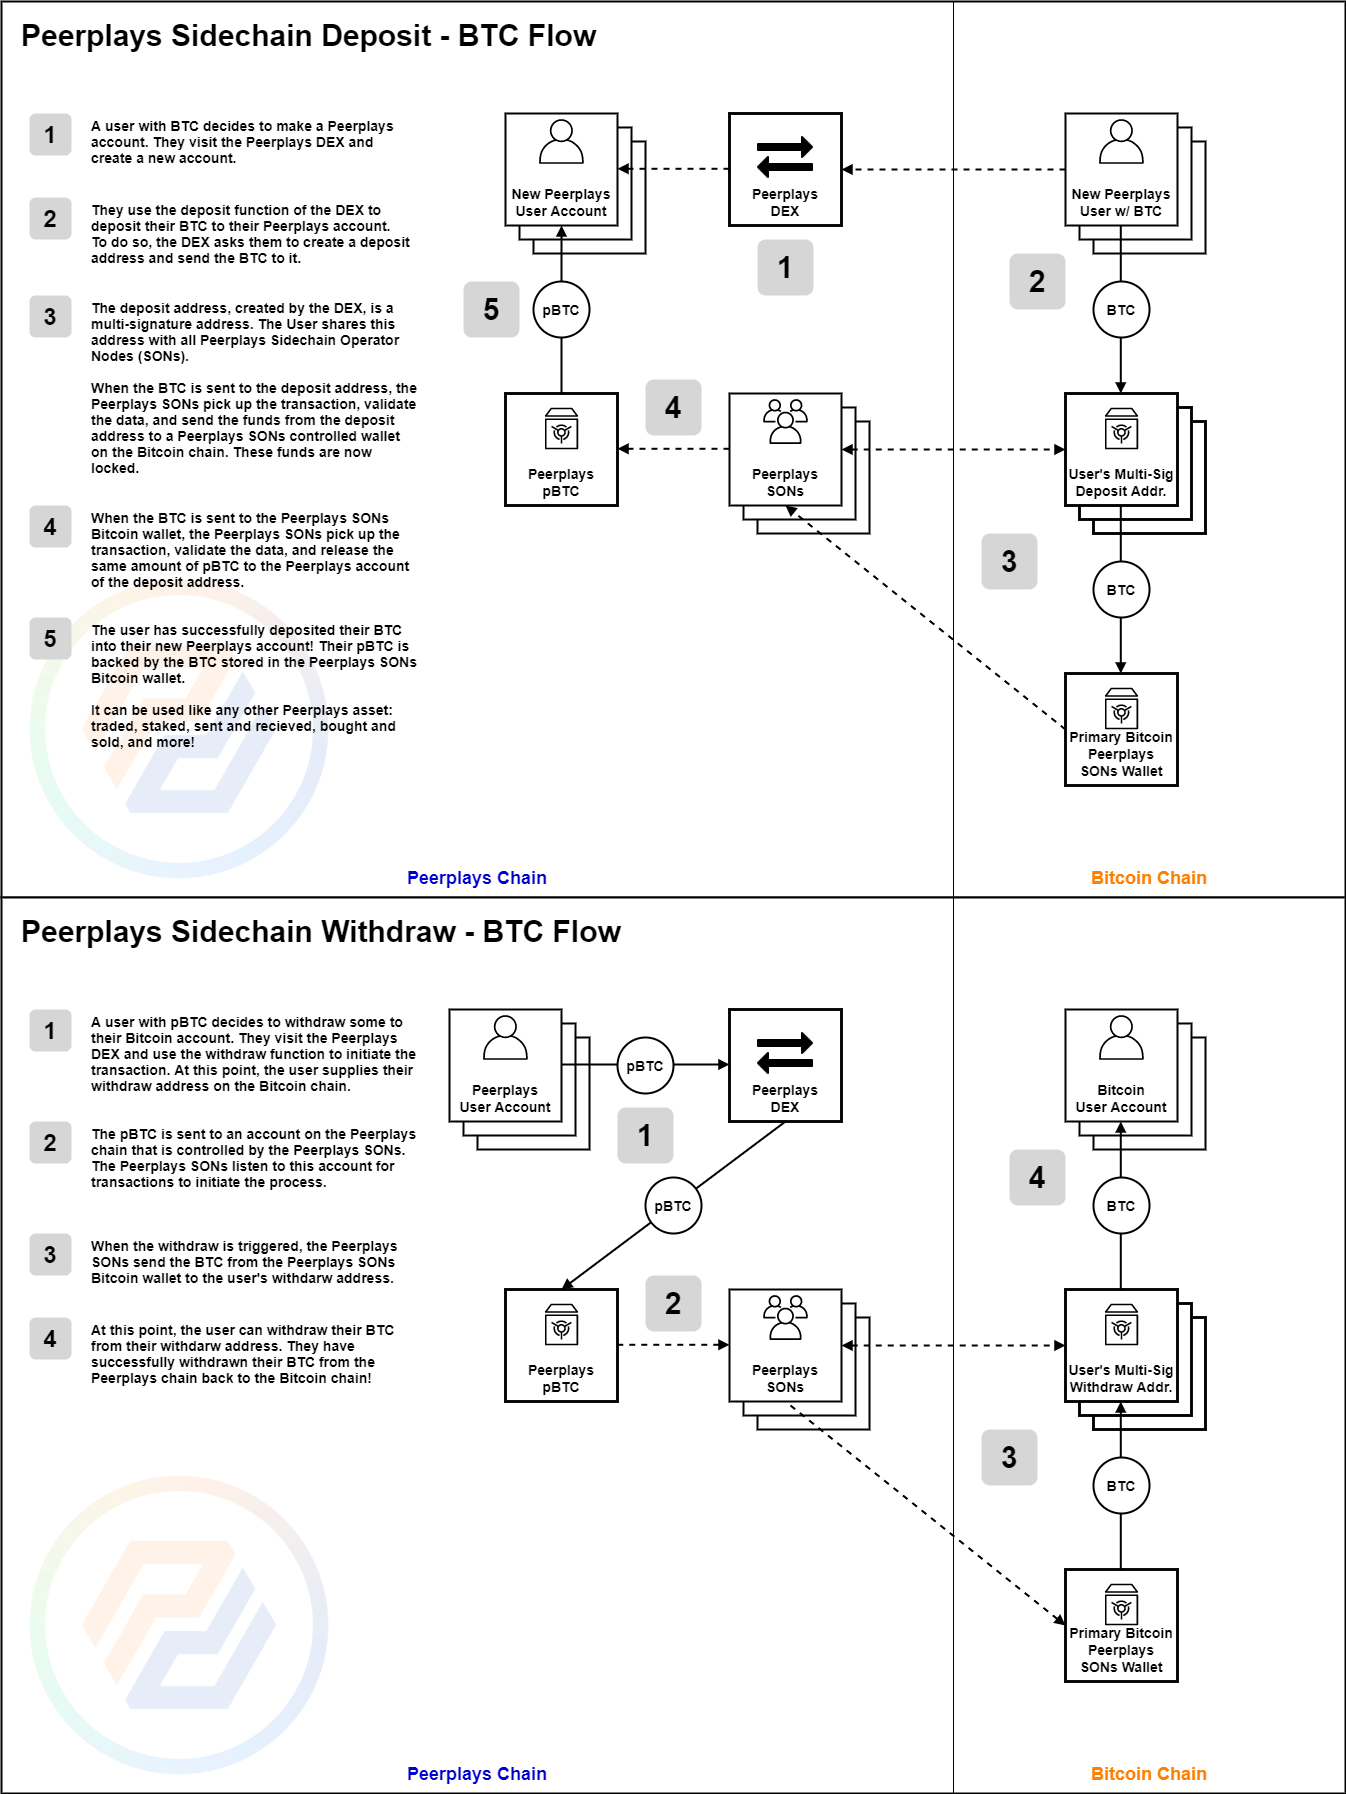 Peerplays Sidechain Deposit - BTC Flow
1
A user with BTC decides to make a Peerplays
account. They visit the Peerplays DEX and
create a new account.
2
They use the deposit function of the DEX to
deposit their BTC to their Peerplays account.
To do so, the DEX asks them to create a deposit
address and send the BTC to it.
3
The deposit address, created by the DEX, is a
multi-signature address. The User shares this
address with all Peerplays Sidechain Operator
Nodes (SONs).
When the BTC is sent to the deposit address, the
Peerplays SONs pick up the transaction, validate
the data, and send the funds from the deposit
address to a Peerplays SONs controlled wallet
on the Bitcoin chain. These funds are now
locked.
4
When the BTC is sent to the Peerplays SONs
Bitcoin wallet, the Peerplays SONs pick up the
transaction, validate the data, and release the
same amount of pBTC to the Peerplays account
of the deposit address.
5
The user has successfully deposited their BTC
into their new Peerplays account! Their pBTC is
backed by the BTC stored in the Peerplays SONs
Bitcoin wallet.
It can be used like any other Peerplays asset:
traded, staked, sent and recieved, bought and
sold, and more!
New Peerplays
User Account
Peerplays
DEX
New Peerplays
User w/ BTC
1
2
5
pBTC
BTC
4
Peerplays
pBTC
Peerplays
SONs
User's Multi-Sig
Deposit Addr.
3
BTC
Primary Bitcoin
Peerplays
SONs Wallet
Peerplays Chain
Bitcoin Chain
Peerplays Sidechain Withdraw - BTC Flow
1
A user with pBTC decides to withdraw some to
their Bitcoin account. They visit the Peerplays
DEX and use the withdraw function to initiate the
transaction. At this point, the user supplies their
withdraw address on the Bitcoin chain.
2
The pBTC is sent to an account on the Peerplays
chain that is controlled by the Peerplays SONs.
The Peerplays SONs listen to this account for
transactions to initiate the process.
3
When the withdraw is triggered, the Peerplays
SONs send the BTC from the Peerplays SONs
Bitcoin wallet to the user's withdarw address.
4
At this point, the user can withdraw their BTC
from their withdarw address. They have
successfully withdrawn their BTC from the
Peerplays chain back to the Bitcoin chain!
Peerplays
User Account
pBTC
Peerplays
DEX
Bitcoin
User Account
1
4
pBTC
BTC
2
Peerplays
pBTC
Peerplays
SONs
User's Multi-Sig
Withdraw Addr.
3
BTC
Primary Bitcoin
Peerplays
SONs Wallet
Peerplays Chain
Bitcoin Chain